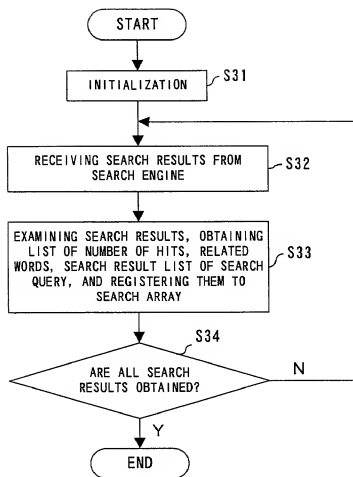 START
INITIALIZATION
S31
RECEIVING SEARCH RESULTS FROM
SEARCH ENGINE
S32
EXAMINING SEARCH RESULTS, OBTAINING
LIST OF NUMBER OF HITS, RELATED
WORDS, SEARCH RESULT LIST OF SEARCH
QUERY, AND REGISTERING THEM TO
SEARCH ARRAY
S33
S34
ARE ALL SEARCH
RESULTS OBTAINED?
N
Y
END